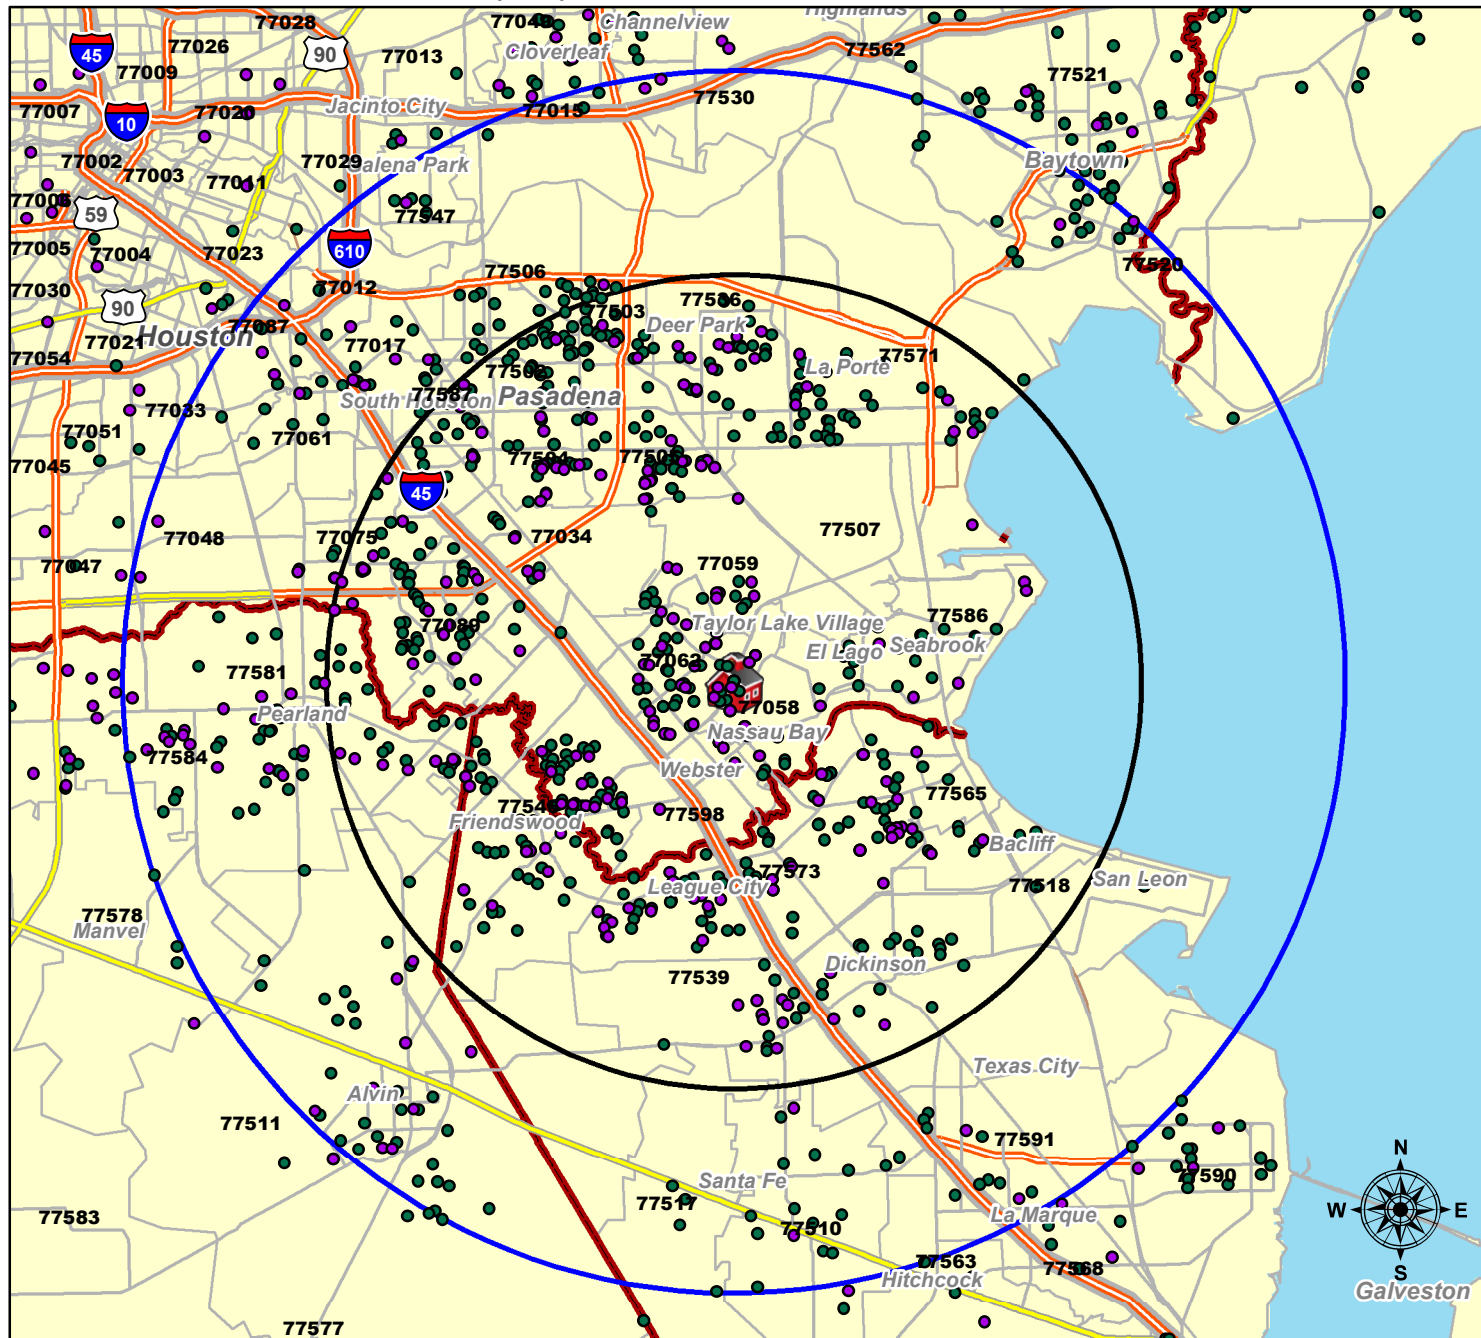 Highlands
77028
77049
Channelview
77026
45
90
77013
Cloverleaf
77562
77009
77521
77530
77007
77020
Jacinto City
77015
10
77002
77029
Galena Park
Baytown
77003
77011
77006
59
77547
77005
77004
77023
610
77520
77506
77030
77012
90
77503
77536
77087
Deer Park
Houston
77021
77017
77054
77571
La Porte
77502
77587
Pasadena
South Houston
77033
77051
77061
77045
77504
77505
45
77507
77048
77075
77034
77047
77059
77586
77089
Taylor Lake Village
El Lago
Seabrook
77062
77581
77058
Pearland
Nassau Bay
77584
Webster
77565
77546
77598
Friendswood
Bacliff
77573
League City
77518
San Leon
77578
Manvel
77539
Dickinson
Texas City
Alvin
77511
77591
N
Santa Fe
77590
77517
W
E
77583
La Marque
77510
77563
77568
S
Hitchcock
Galveston
77577